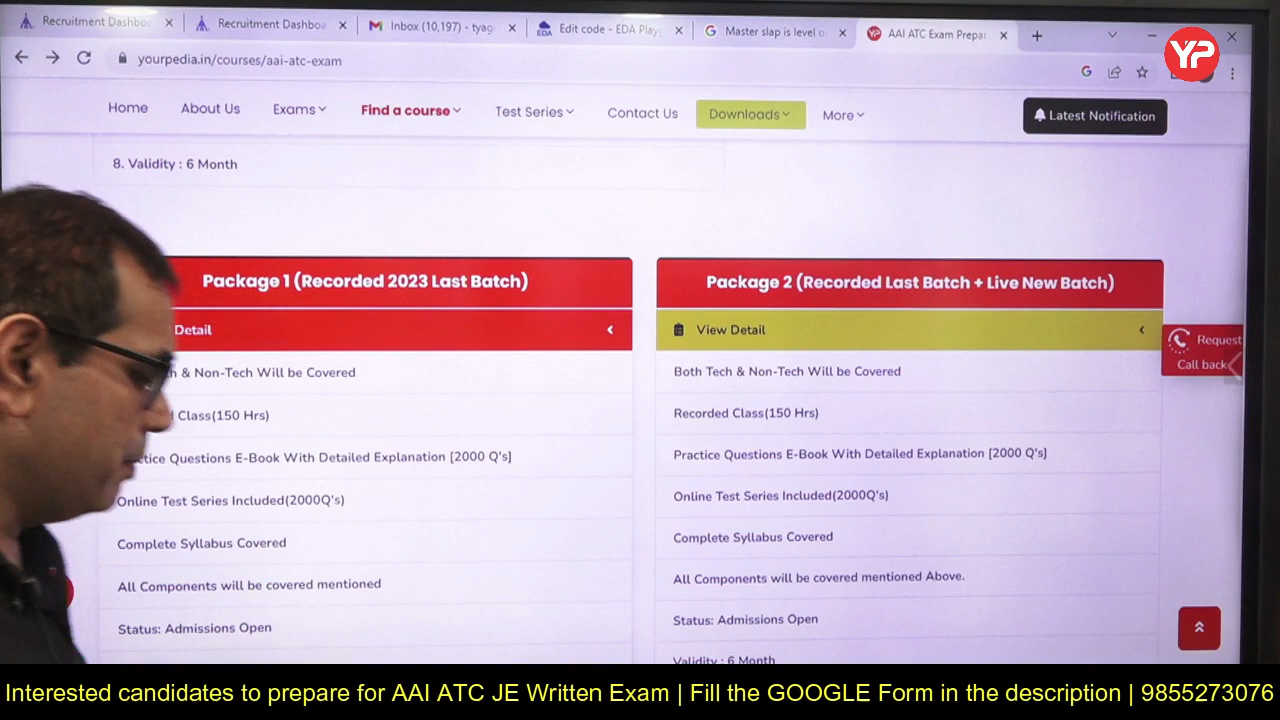 Recruitment Dashboa
Recruitment Dashboa
Inbox (10,197) - tyag
Edit code - EDA Play
Master slap is level o
AAI ATC Exam Prepar
yourpedia.in/courses/aai-atc-exam
YP
Home
About Us
Exams
Find a course
Test Series
Contact Us
Downloads
More
Latest Notification
8. Validity : 6 Month
Package 1 (Recorded 2023 Last Batch)
Detail
& Non-Tech Will be Covered
Class(150 Hrs)
Questions E-Book With Detailed Explanation [2000 Q's]
Online Test Series Included(2000Q's)
Complete Syllabus Covered
All Components will be covered mentioned
Status: Admissions Open
Package 2 (Recorded Last Batch + Live New Batch)
View Detail
Both Tech & Non-Tech Will be Covered
Recorded Class(150 Hrs)
Practice Questions E-Book With Detailed Explanation [2000 Q's]
Online Test Series Included(2000Q's)
Complete Syllabus Covered
All Components will be covered mentioned Above.
Status: Admissions Open
Validity : 6 Month
Request
Call back
Interested candidates to prepare for AAI ATC JE Written Exam | Fill the GOOGLE Form in the description | 9855273076